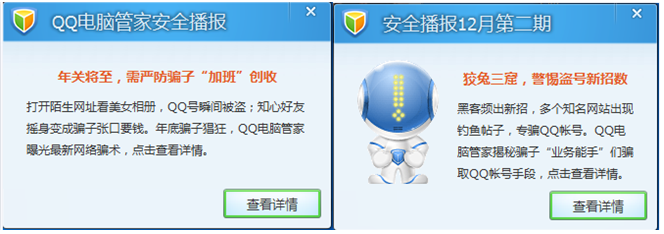 QQ电脑管家安全播报
年关将至，需严防骗子“加班”创收
打开陌生网址看美女相册，QQ号瞬间被盗；知心好友
摇身变成骗子张口要钱。年底骗子猖狂，QQ电脑管家
曝光最新网络骗术，点击查看详情。
查看详情
安全播报12月第二期
狡兔三窟，警惕盗号新招数
黑客频出新招，多个知名网站出现
钓鱼帖子，专骗QQ帐号。QQ电
脑管家揭秘骗子“业务能手”们骗
取QQ帐号手段，点击查看详情。
查看详情